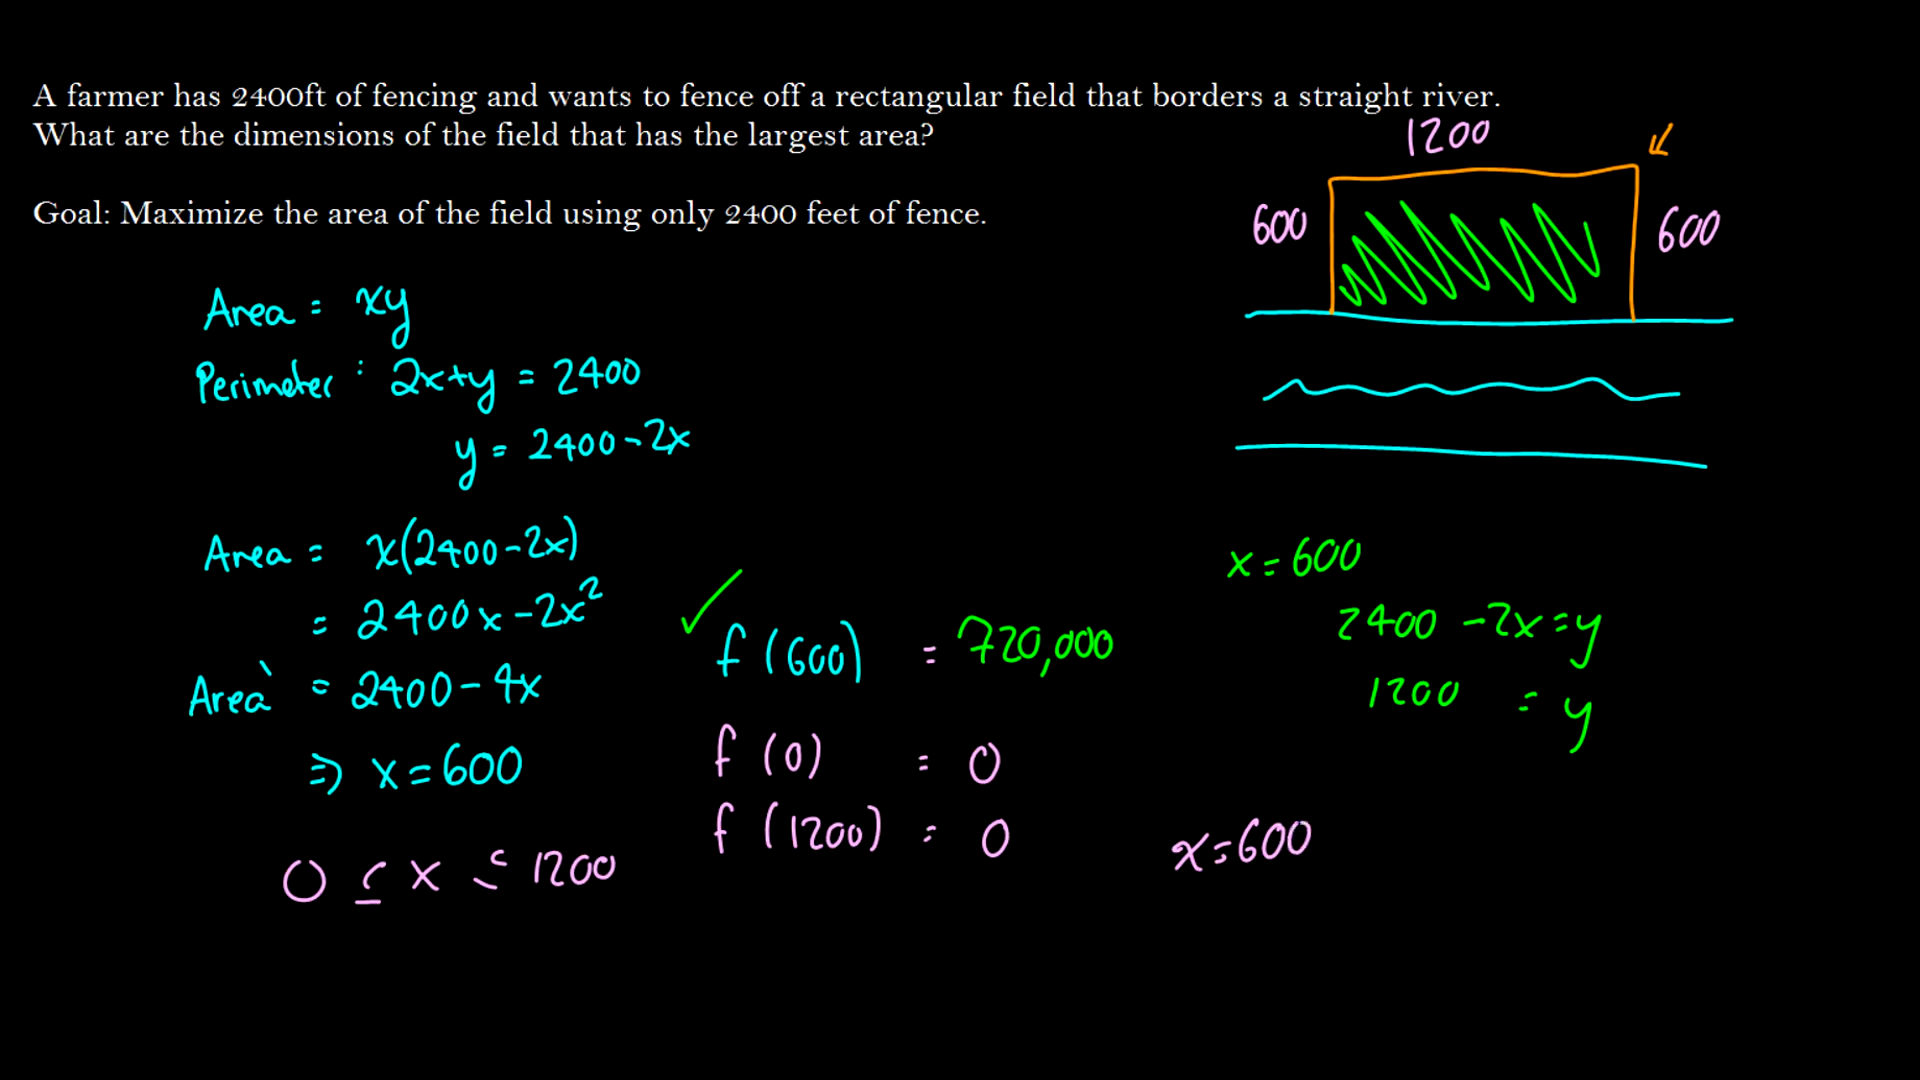 A farmer has 2400ft of fencing and wants to fence off a rectangular field that borders a straight river.
What are the dimensions of the field that has the largest area?
Goal: Maximize the area of the field using only 2400 feet of fence.
1200
600
600
Area = xy
Perimeter : 2x+y = 2400
y = 2400-2x
Area = x(2400-2x)
= 2400x-2x²
Area' = 2400-4x
⇒ x=600
0 ≤ x ≤ 1200
✓
f(600) = 720,000
f(0) = 0
f(1200) = 0
x=600
2400 -2x=y
1200 = y
x=600